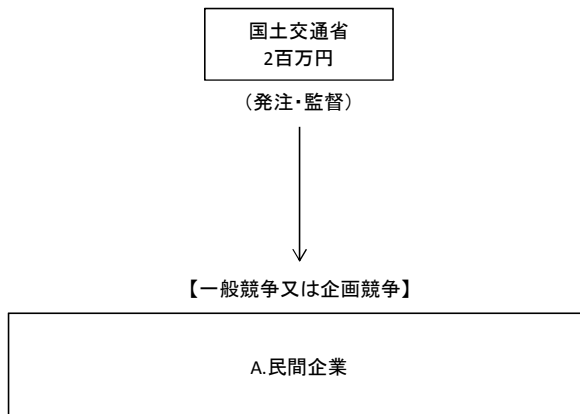 国土交通省
2百万円
（発注・監督）
【一般競争又は企画競争】
A.民間企業